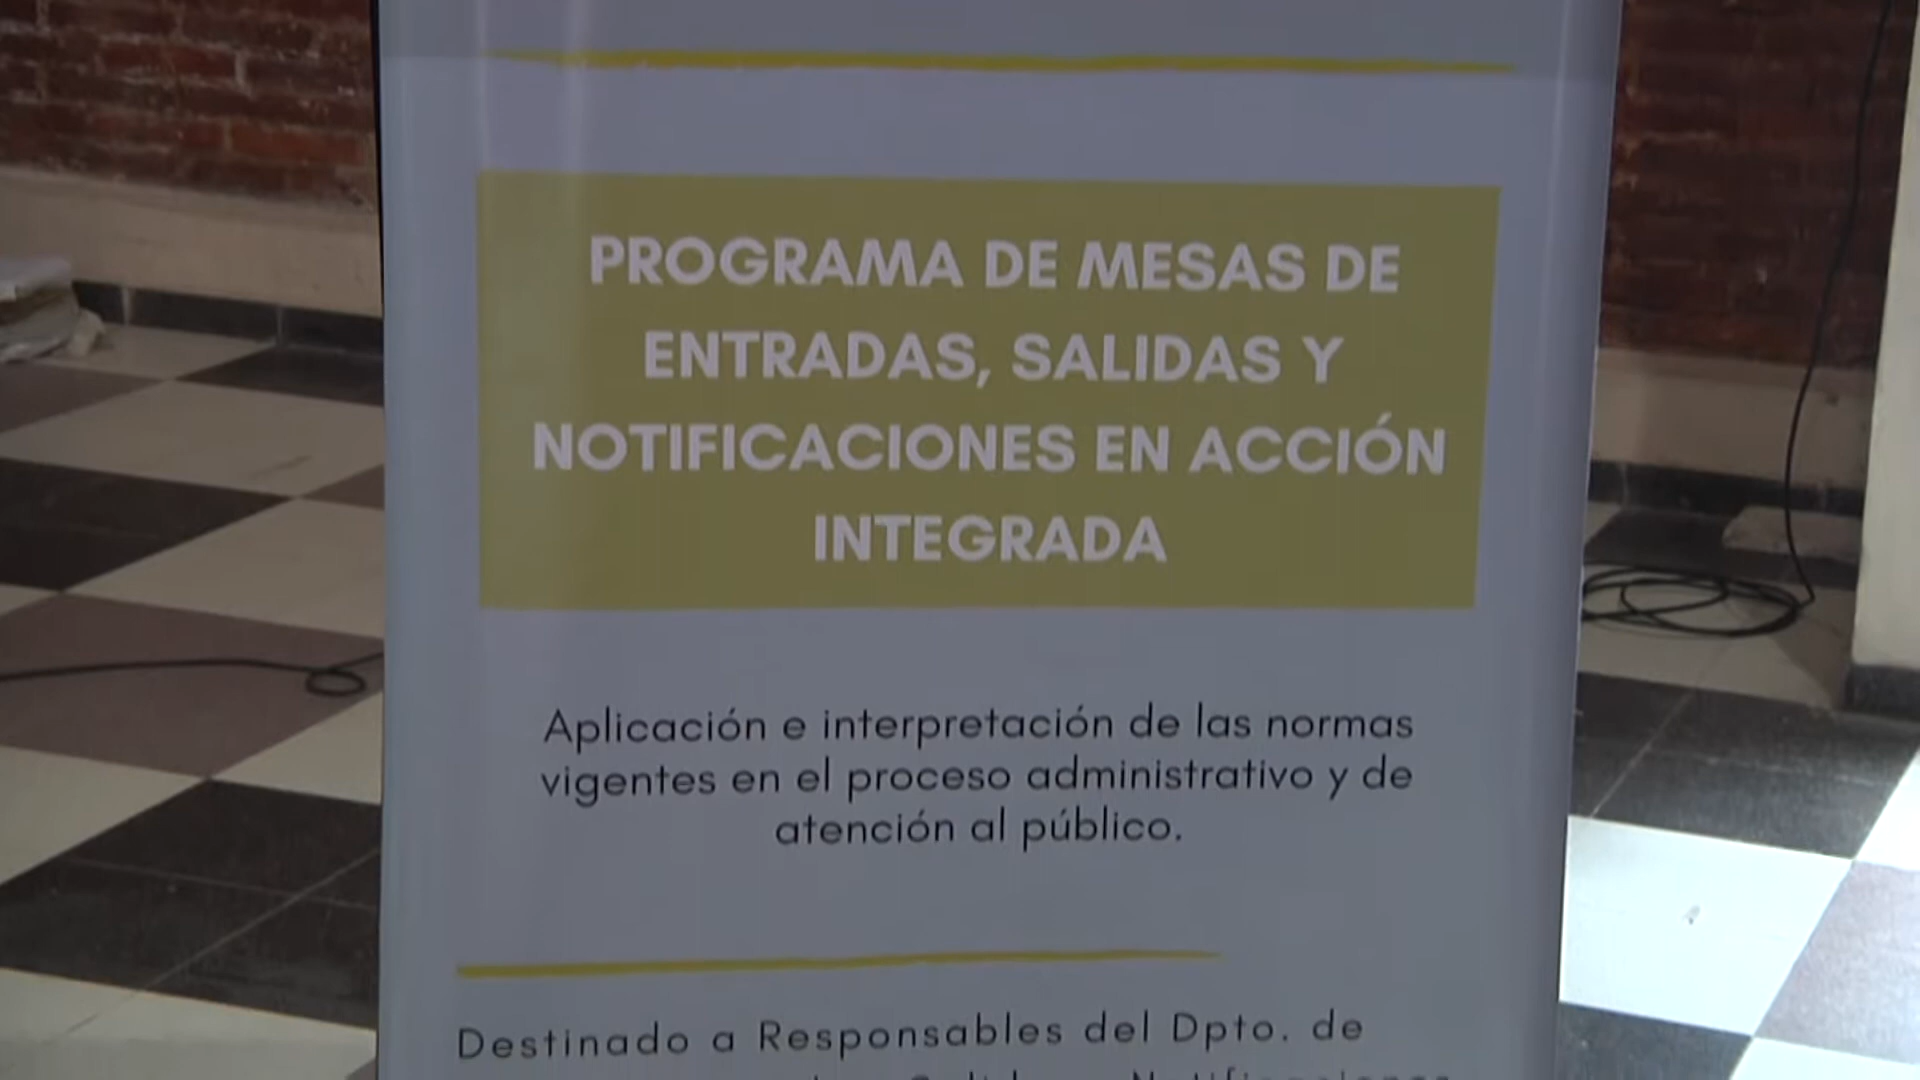 PROGRAMA DE MESAS DE
ENTRADAS, SALIDAS Y
NOTIFICACIONES EN ACCIÓN
INTEGRADA
Aplicación e interpretación de las normas
vigentes en el proceso administrativo y de
atención al público.
Destinado a Responsables del Dpto. de